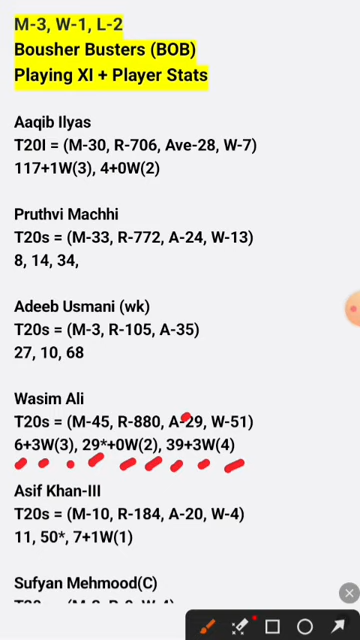 M-3, W-1, L-2
Bousher Busters (BOB)
Playing XI + Player Stats
Aaqib Ilyas
T20I = (M-30, R-706, Ave-28, W-7)
117+1W(3), 4+0W(2)
Pruthvi Machhi
T20s = (M-33, R-772, A-24, W-13)
8, 14, 34,
Adeeb Usmani (wk)
T20s = (M-3, R-105, A-35)
27, 10, 68
Wasim Ali
T20s = (M-45, R-880, A-29, W-51)
6+3W(3), 29*+0W(2), 39+3W(4)
Asif Khan-III
T20s = (M-10, R-184, A-20, W-4)
11, 50*, 7+1W(1)
Sufyan Mehmood(C)